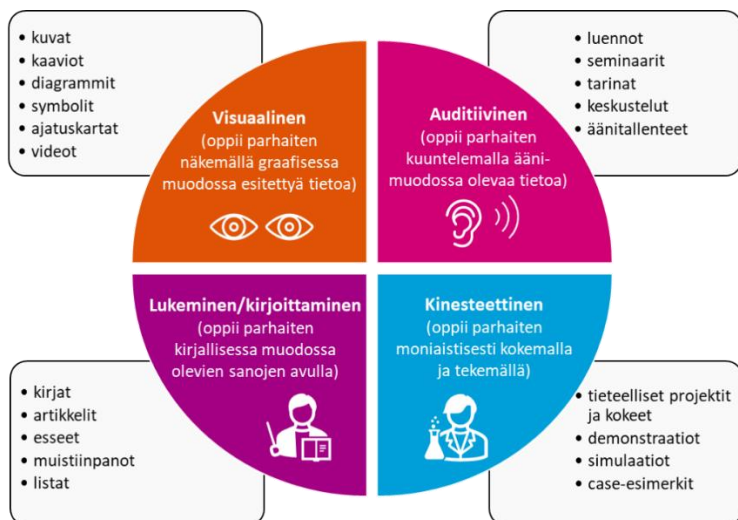 • kuvat
• kaaviot
• diagrammit
• symbolit
• ajatuskartat
• videot
Visuaalinen
(oppii parhaiten
näkemällä graafisessa
muodossa esitettyä tietoa)
Auditiivinen
(oppii parhaiten
kuuntelemalla ääni-
muodossa olevaa tietoa)
• luennot
• seminaarit
• tarinat
• keskustelut
• äänitallenteet
Lukeminen/kirjoittaminen
(oppii parhaiten
kirjallisessa muodossa
olevien sanojen avulla)
• kirjat
• artikkelit
• esseet
• muistiinpanot
• listat
Kinesteettinen
(oppii parhaiten
moniaistisesti kokemalla
ja tekemällä)
• tieteelliset projektit
ja kokeet
• demonstraatiot
• simulaatiot
• case-esimerkit